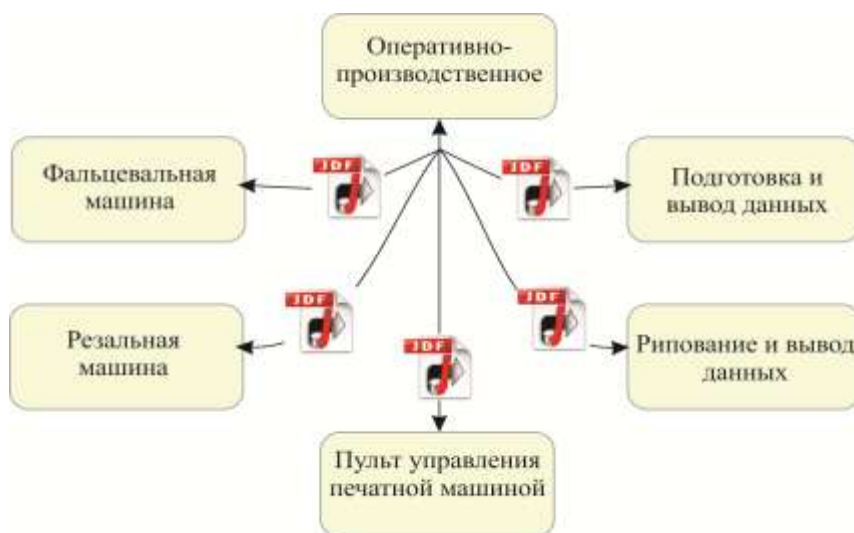 Оперативно-
производственное
Фальцевальная
машина
JDF
JDF
Подготовка и
вывод данных
Резальная
машина
JDF
JDF
JDF
Рипование и вывод
данных
Пульт управления
печатной машиной